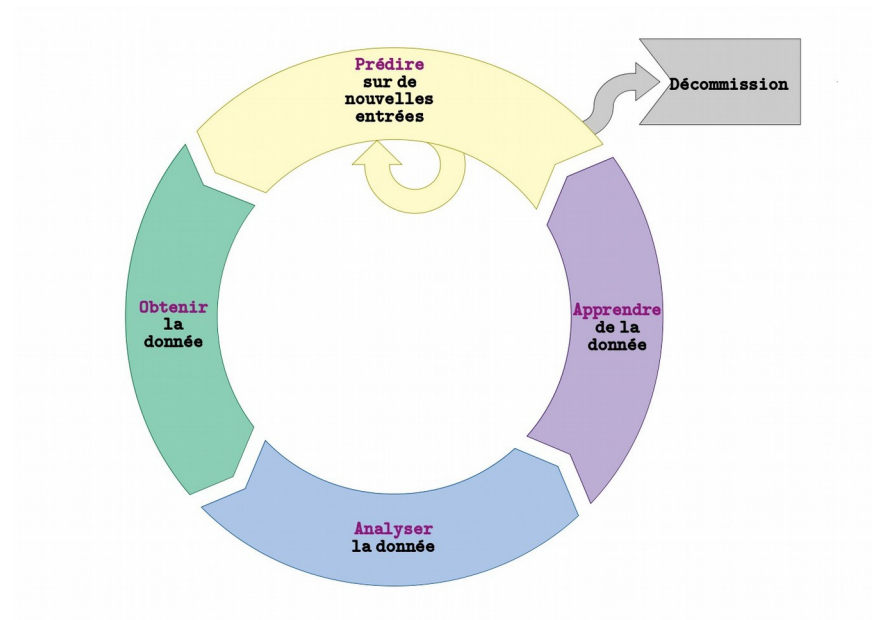 Prédire
sur de
nouvelles
entrées
Décommission
Obtenir
la
donnée
Apprendre
de la
donnée
Analyser
la donnée